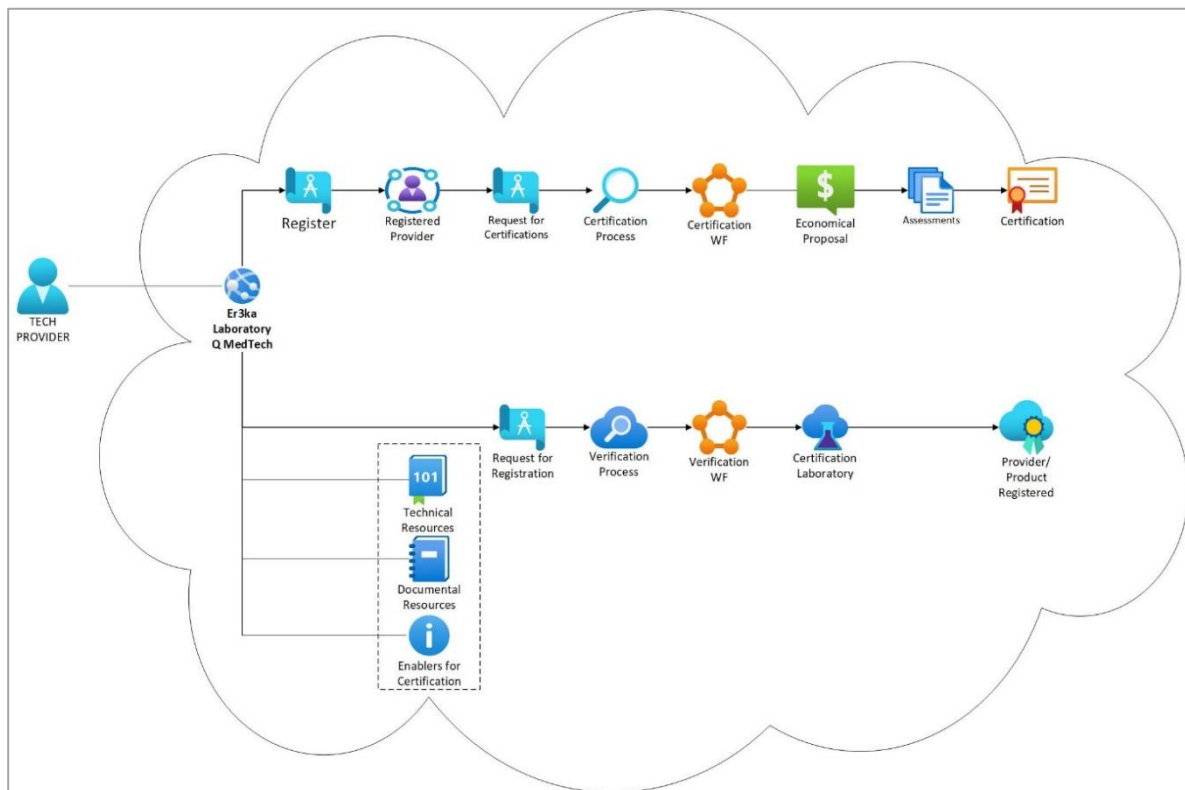 Register
Registered
Provider
Request for
Certifications
Certification
Process
Certification
WF
$
Economical
Proposal
Assessments
Certification
TECH
PROVIDER
Er3ka
Laboratory
Q MedTech
Request for
Registration
Verification
Process
Verification
WF
Certification
Laboratory
Provider/
Product
Registered
101
Technical
Resources
Documental
Resources
i
Enablers for
Certification